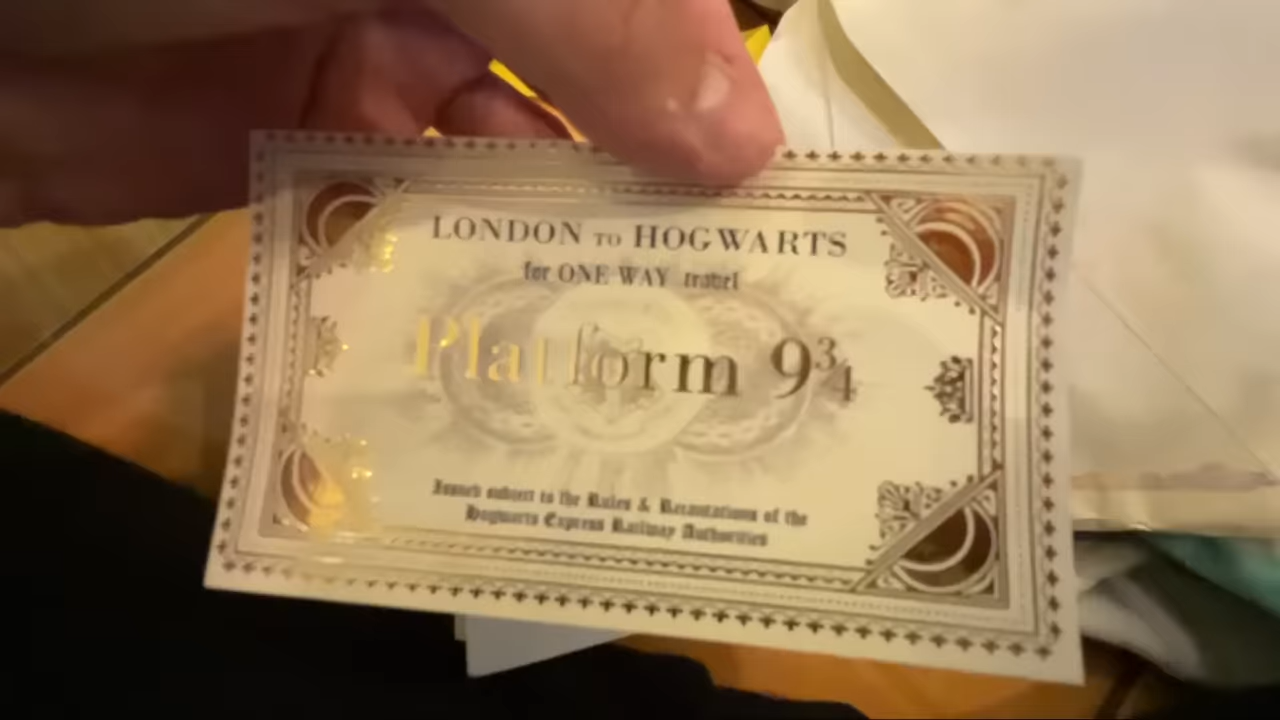 LONDON TO HOGWARTS
for ONE WAY travel
Platform 9¾
Issued subject to the Rules & Recantations of the
Hogwarts Express Railway Authorities